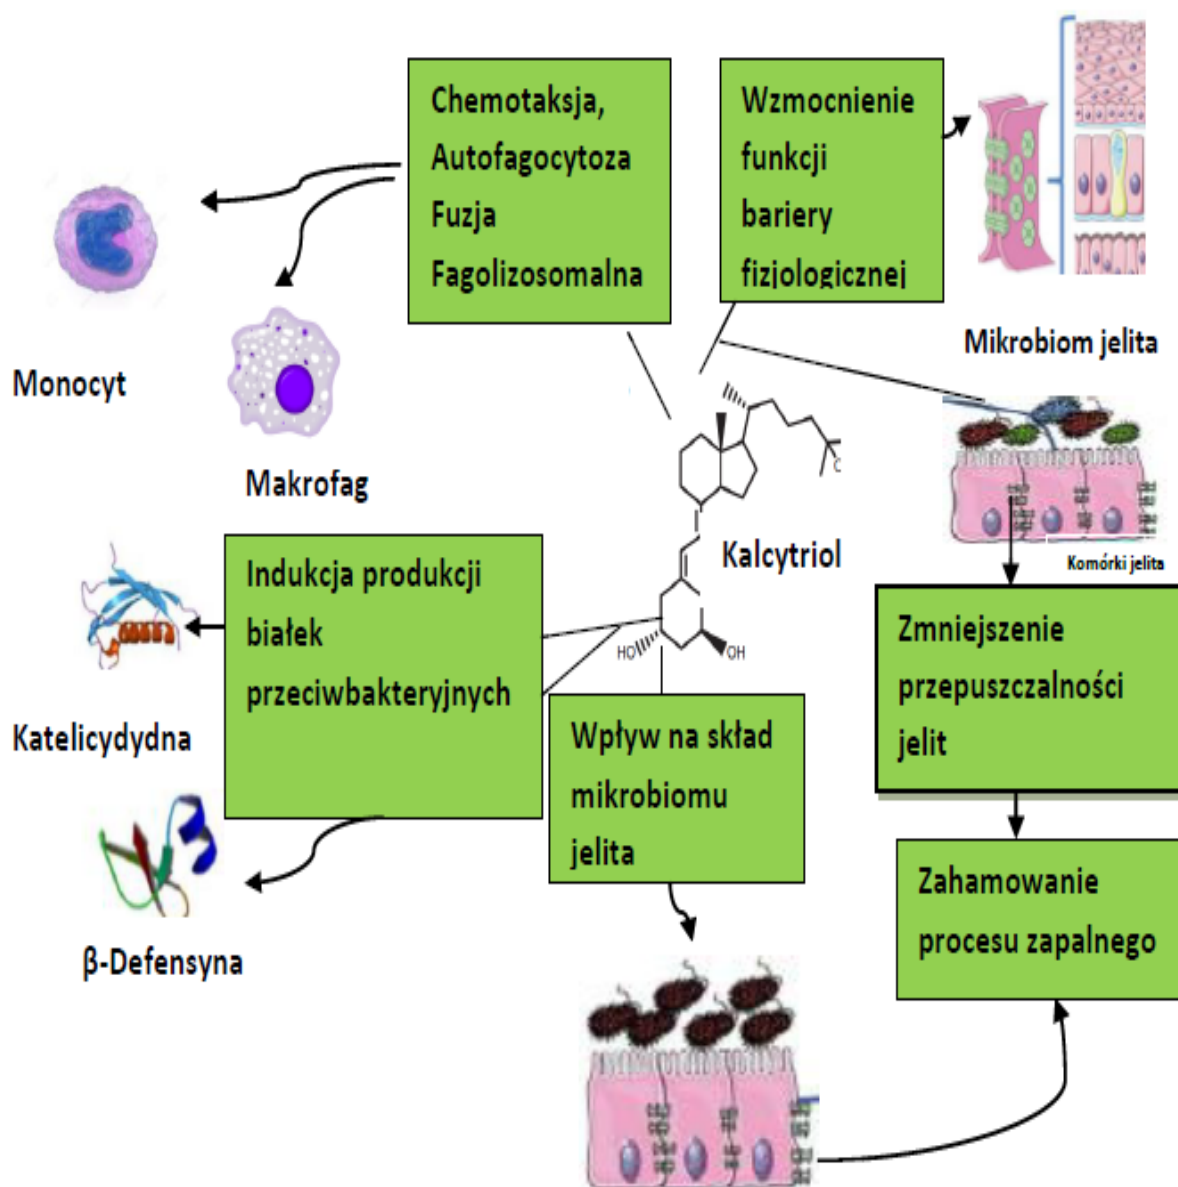 Chemotaksja,
Autofagocytoza
Fuzja
Fagolizosomalna
Wzmocnienie
funkcji
bariery
fizjologicznej
Monocyt
Makrofag
Mikrobiom jelita
Komórki jelita
Kalcytriol
O
HO
OH
Indukcja produkcji
białek
przeciwbakteryjnych
Katelicydydna
β-Defensyna
Wpływ na skład
mikrobiomu
jelita
Zmniejszenie
przepuszczalności
jelit
Zahamowanie
procesu zapalnego